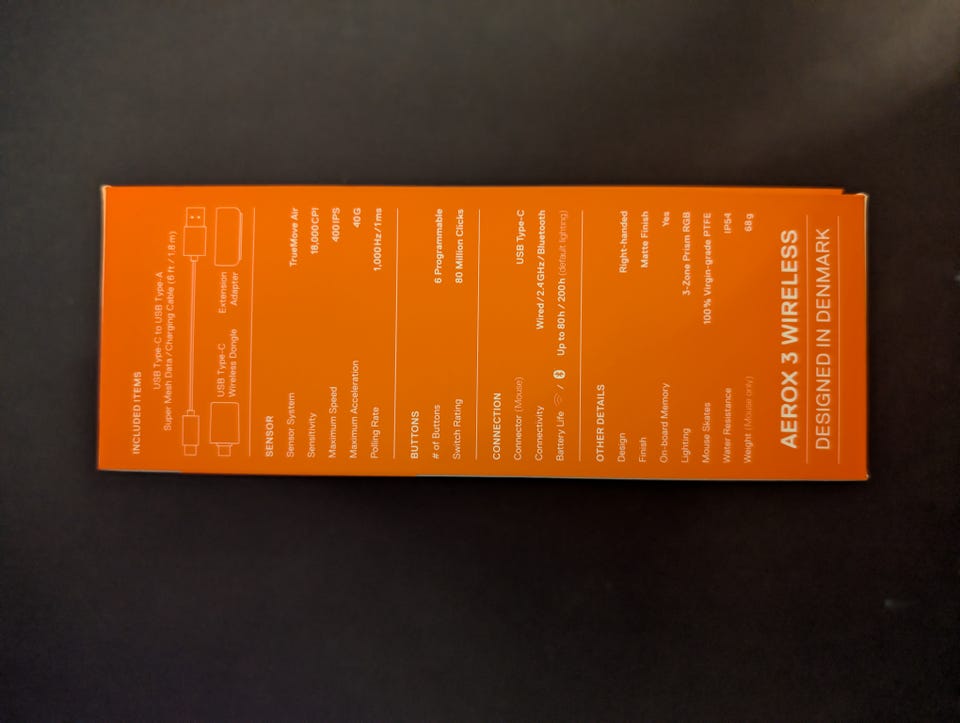 INCLUDED ITEMS
USB Type-C to USB Type-A
Super Mesh Data / Charging Cable (6 ft / 1.8 m)
USB Type-C
Wireless Dongle
Extension
Adapter
SENSOR
Sensor System TrueMove Air
Sensitivity 18,000 CPI
Maximum Speed 400 IPS
Maximum Acceleration 40G
Polling Rate 1,000 Hz / 1 ms
BUTTONS
# of Buttons 6 Programmable
Switch Rating 80 Million Clicks
CONNECTION
Connector (Mouse) USB Type-C
Connectivity Wired / 2.4 GHz / Bluetooth
Battery Life / Up to 80h / 200h (default lighting)
OTHER DETAILS
Design Right-handed
Finish Matte Finish
On-board Memory Yes
Lighting 3-Zone Prism RGB
Mouse Skates 100% Virgin-grade PTFE
Water Resistance IP54
Weight (Mouse only) 68 g
AEROX 3 WIRELESS
DESIGNED IN DENMARK